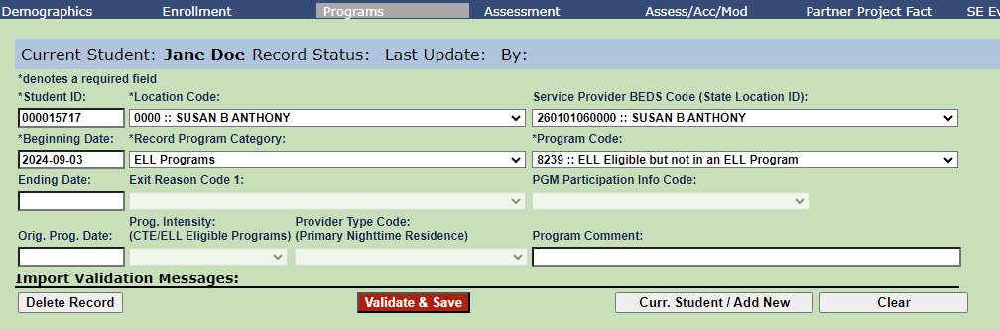 Demographics Enrollment Programs Assessment Assess/Acc/Mod Partner Project Fact SE Ev
Current Student: Jane Doe Record Status: Last Update: By:
*denotes a required field
*Student ID: *Location Code: Service Provider BEDS Code (State Location ID):
000015717 0000 :: SUSAN B ANTHONY 260101060000 :: SUSAN B ANTHONY
*Beginning Date: *Record Program Category: *Program Code:
2024-09-03 ELL Programs 8239 :: ELL Eligible but not in an ELL Program
Ending Date: Exit Reason Code 1: PGM Participation Info Code:
Prog. Intensity: Provider Type Code:
Orig. Prog. Date: (CTE/ELL Eligible Programs) (Primary Nighttime Residence) Program Comment:
Import Validation Messages:
Delete Record Validate & Save Curr. Student / Add New Clear